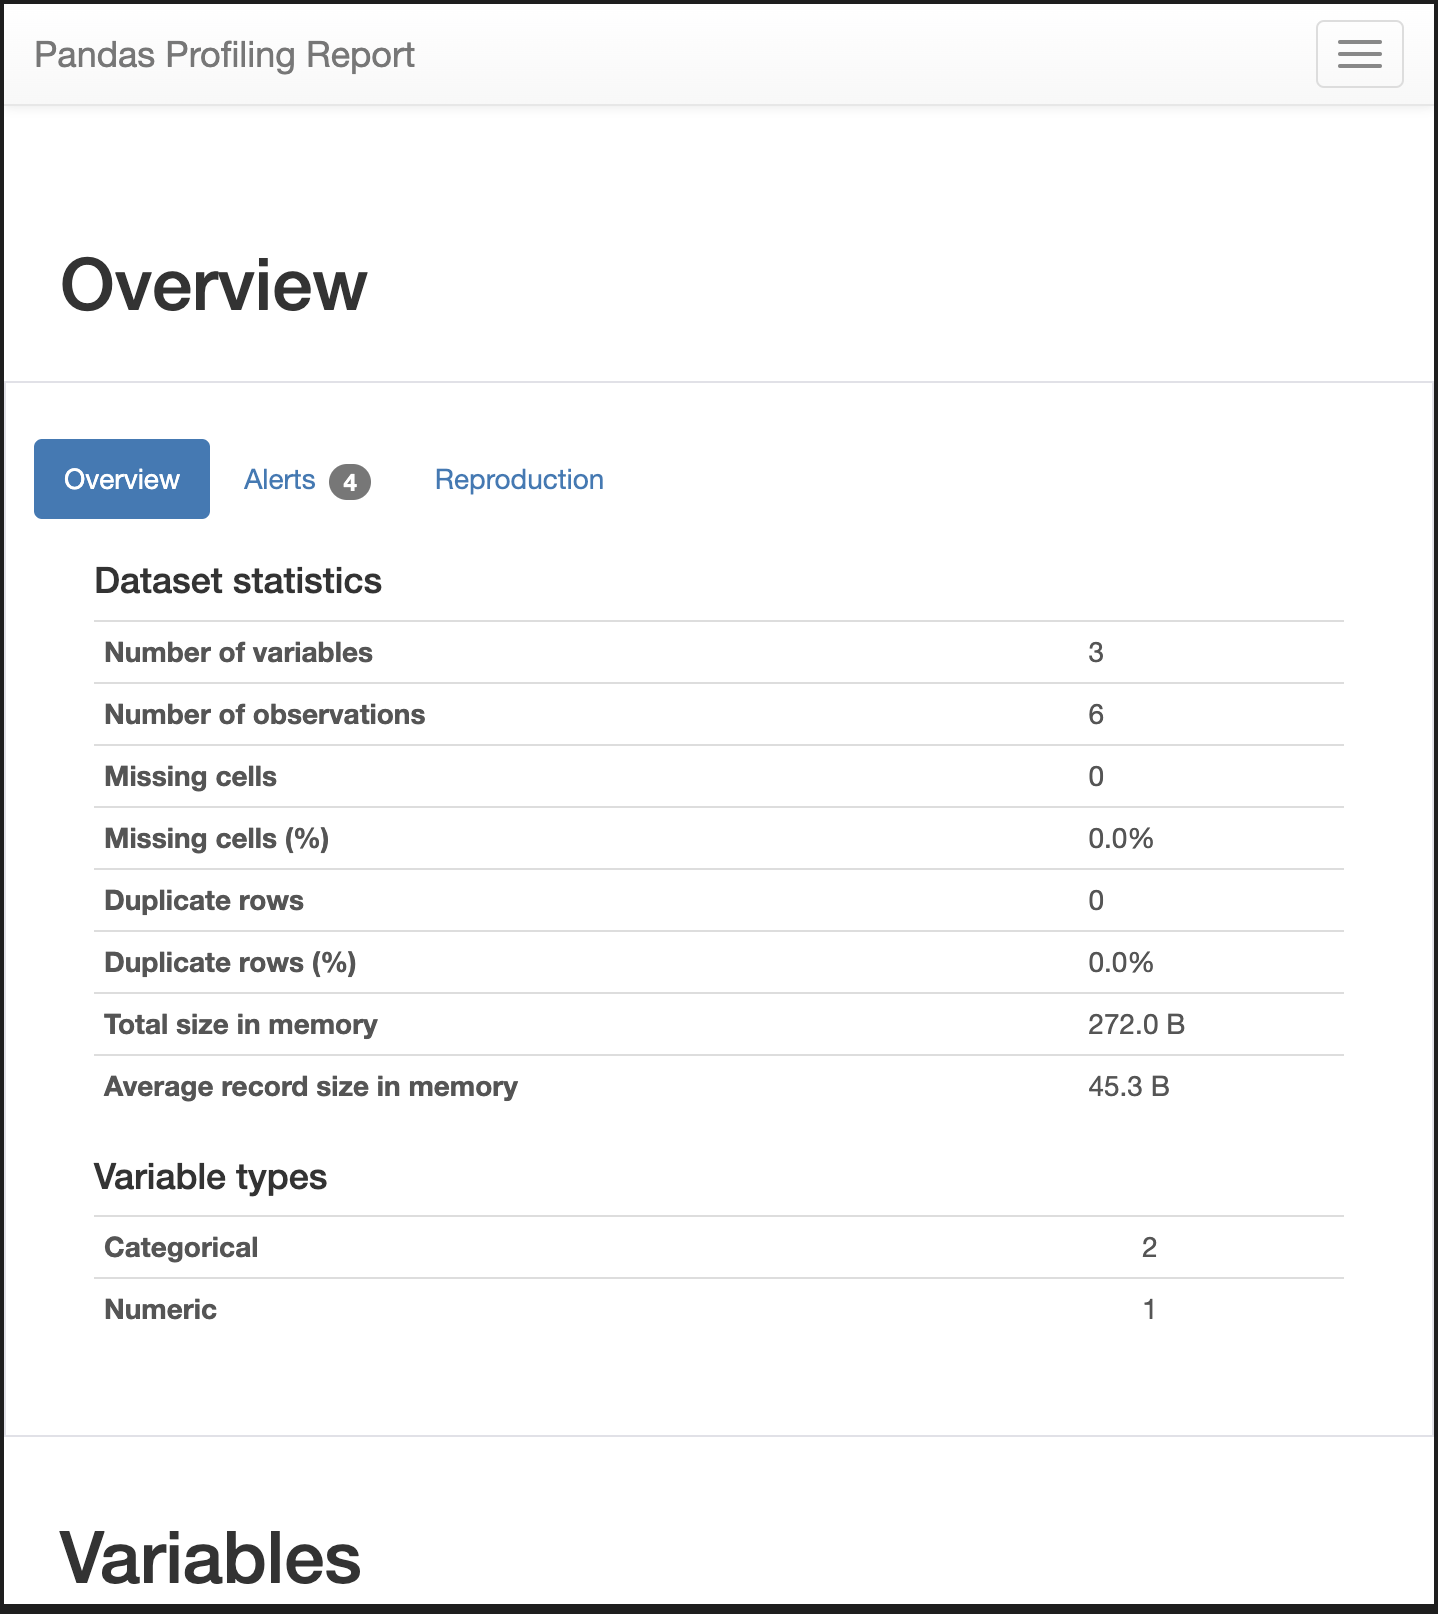 Pandas Profiling Report
Overview
Overview Alerts 4 Reproduction
Dataset statistics
Number of variables 3
Number of observations 6
Missing cells 0
Missing cells (%) 0.0%
Duplicate rows 0
Duplicate rows (%) 0.0%
Total size in memory 272.0 B
Average record size in memory 45.3 B
Variable types
Categorical 2
Numeric 1
Variables